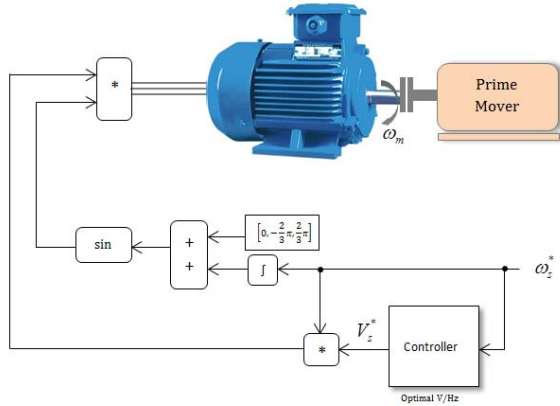 *
Prime
Mover
ω_m
[0, -2/3 π, 2/3 π]
sin
+
+
∫
ω_s^*
V_s^*
*
Controller
Optimal V/Hz